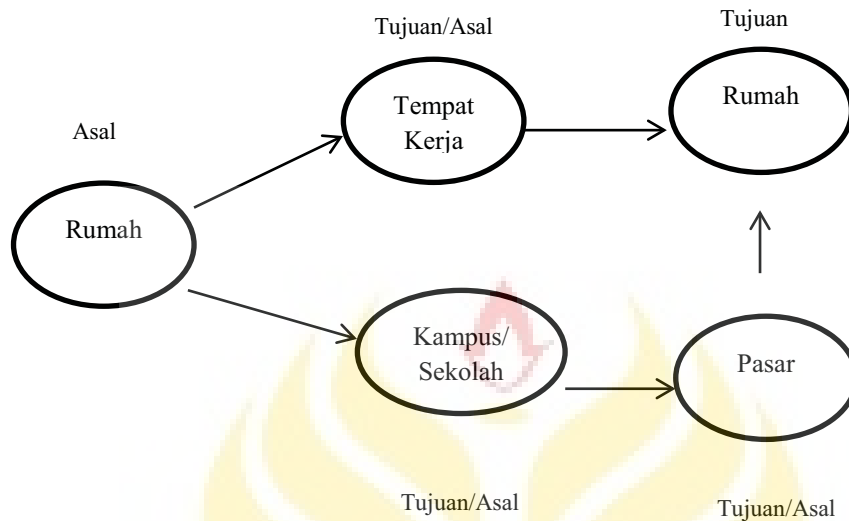 Tujuan/Asal
Tujuan
Asal
Tempat
Kerja
Rumah
Rumah
Kampus/
Sekolah
Pasar
Tujuan/Asal
Tujuan/Asal